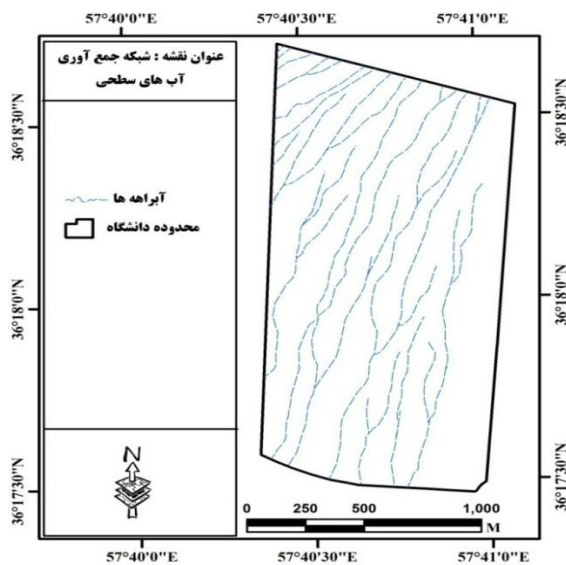 57°40'0"E 57°40'30"E 57°41'0"E
عنوان نقشه : شبکه جمع آوری
آب های سطحی
آبراهه ها
محدوده دانشگاه
36°18'30"N 36°18'30"N
36°18'0"N 36°18'0"N
36°17'30"N 36°17'30"N
N
0 250 500 1,000
M
57°40'0"E 57°40'30"E 57°41'0"E